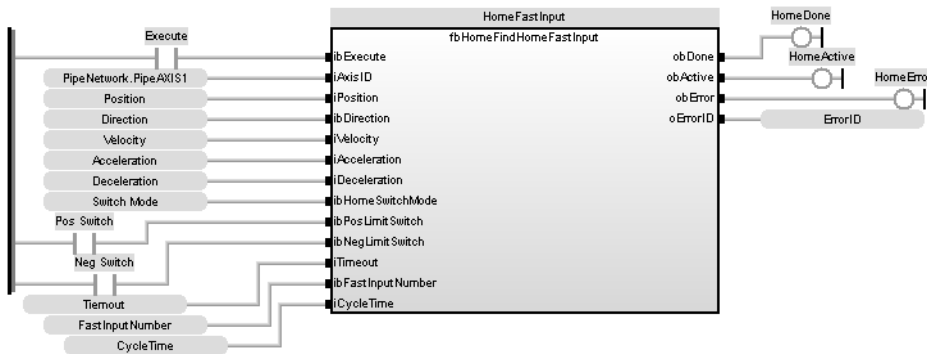 HomeFastInput
HomeDone
Execute
fbHomeFindHomeFastInput
HomeActive
ibExecute
obDone
PipeNetwork.PipeAXIS1
iAxisID
obActive
HomeErro
Position
iPosition
obError
Direction
ibDirection
oErrorID
ErrorID
Velocity
iVelocity
Acceleration
iAcceleration
Deceleration
iDeceleration
Switch Mode
ibHomeSwitchMode
Pos Switch
ibPosLimitSwitch
ibNegLimitSwitch
Neg Switch
iTimeout
Tiemout
ibFastInputNumber
FastInputNumber
iCycleTime
CycleTime